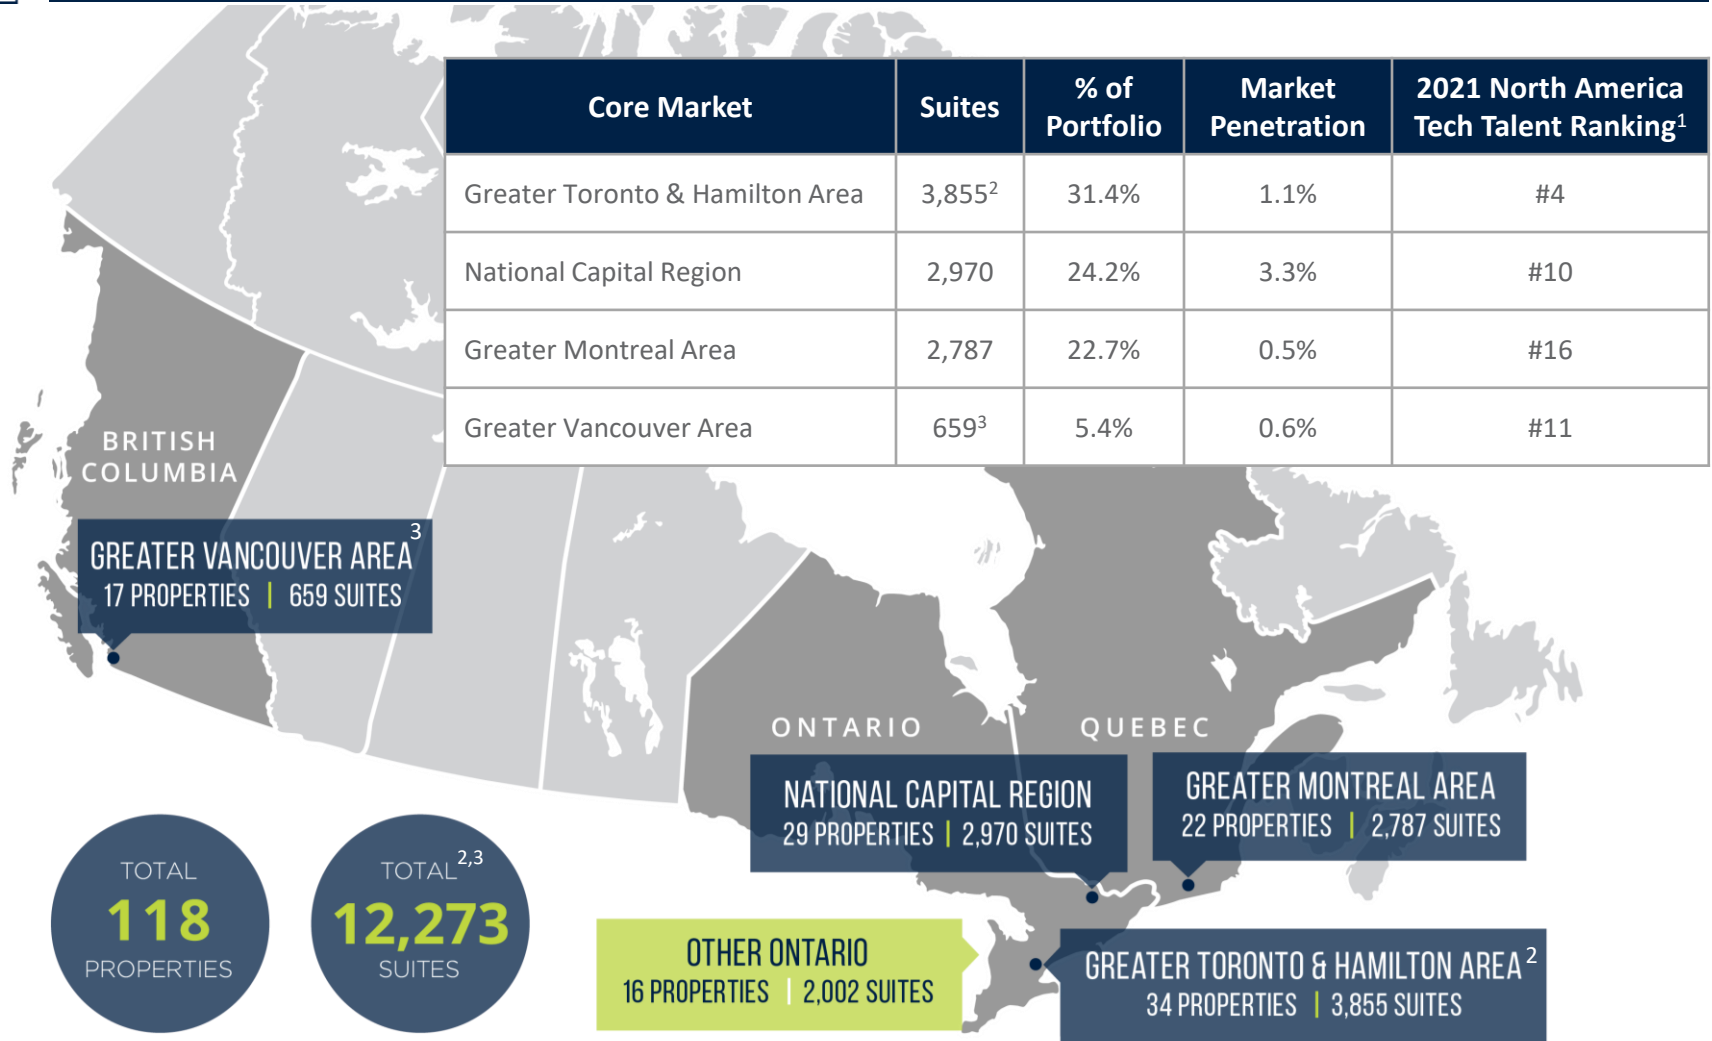 Core Market Suites % of Portfolio Market Penetration 2021 North America Tech Talent Ranking1
Greater Toronto & Hamilton Area 3,8552 31.4% 1.1% #4
National Capital Region 2,970 24.2% 3.3% #10
Greater Montreal Area 2,787 22.7% 0.5% #16
Greater Vancouver Area 6593 5.4% 0.6% #11
BRITISH
COLUMBIA
GREATER VANCOUVER AREA3
17 PROPERTIES | 659 SUITES
ONTARIO
QUEBEC
NATIONAL CAPITAL REGION
29 PROPERTIES | 2,970 SUITES
GREATER MONTREAL AREA
22 PROPERTIES | 2,787 SUITES
TOTAL
118
PROPERTIES
TOTAL2,3
12,273
SUITES
OTHER ONTARIO
16 PROPERTIES | 2,002 SUITES
GREATER TORONTO & HAMILTON AREA2
34 PROPERTIES | 3,855 SUITES